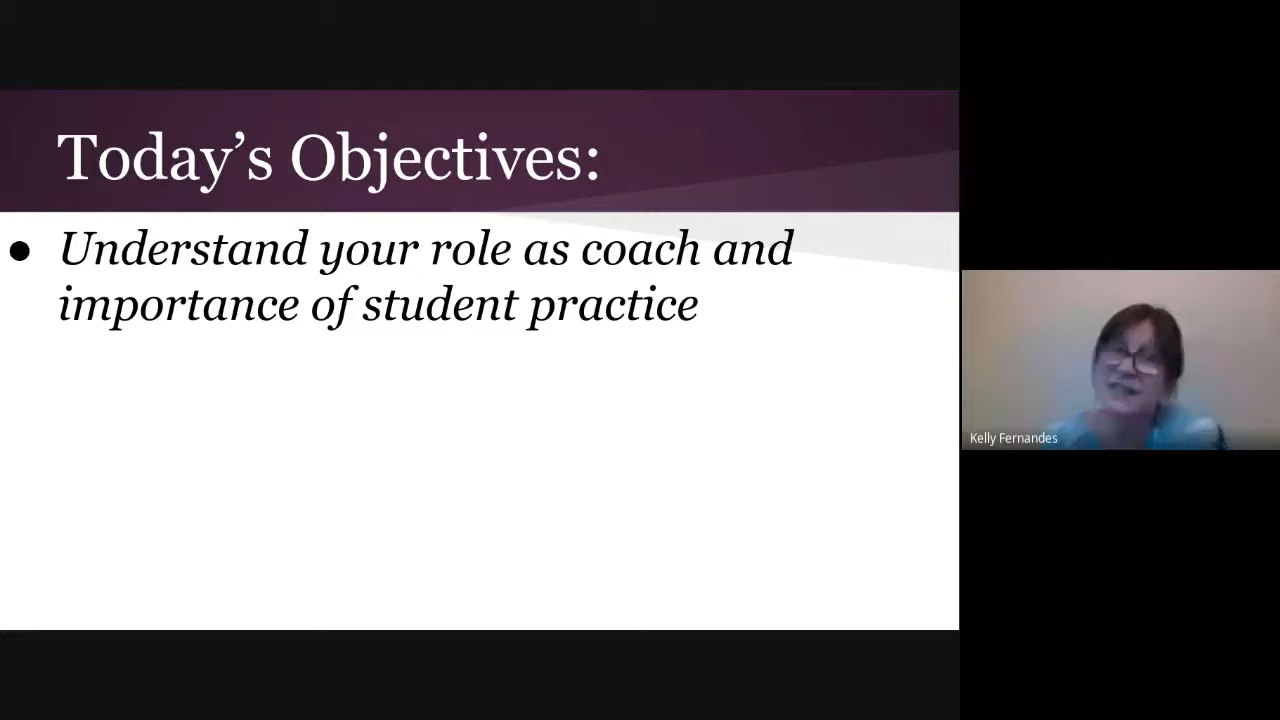 Today’s Objectives:
● Understand your role as coach and
importance of student practice
Kelly Fernandes